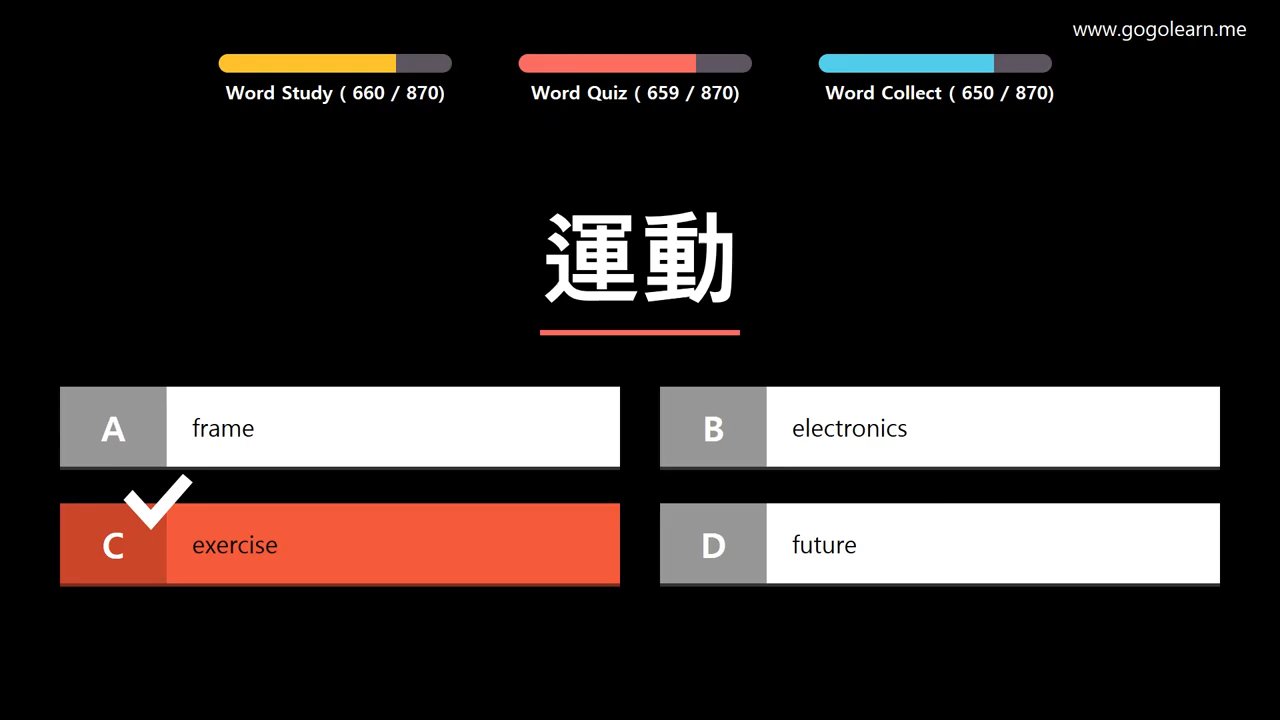 www.gogolearn.me
Word Study ( 660 / 870)
Word Quiz ( 659 / 870)
Word Collect ( 650 / 870)
運動
A frame
B electronics
C exercise
D future